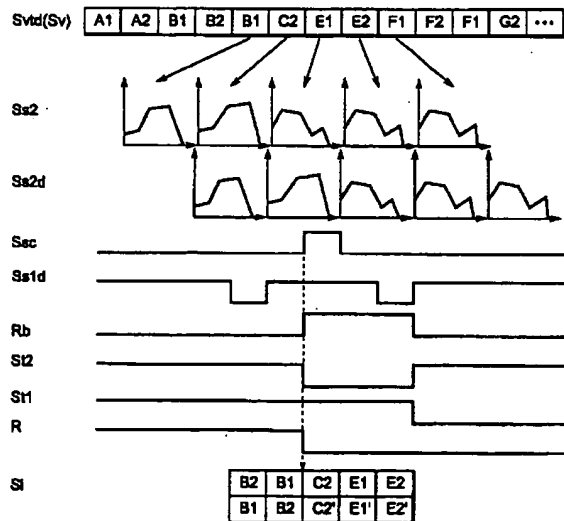 Svtd(Sv) A1 A2 B1 B2 B1 C2 E1 E2 F1 F2 F1 G2 ...
Ss2
Ss2d
Ssc
Ss1d
Rb
St2
St1
R
SI B2 B1 C2 E1 E2
B1 B2 C2' E1' E2'